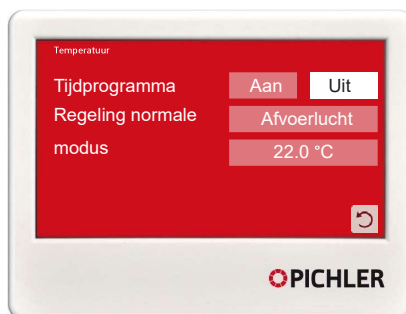 Temperatuur
Tijdprogramma Aan Uit
Regeling normale Afvoerlucht
modus 22.0 °C
PICHLER